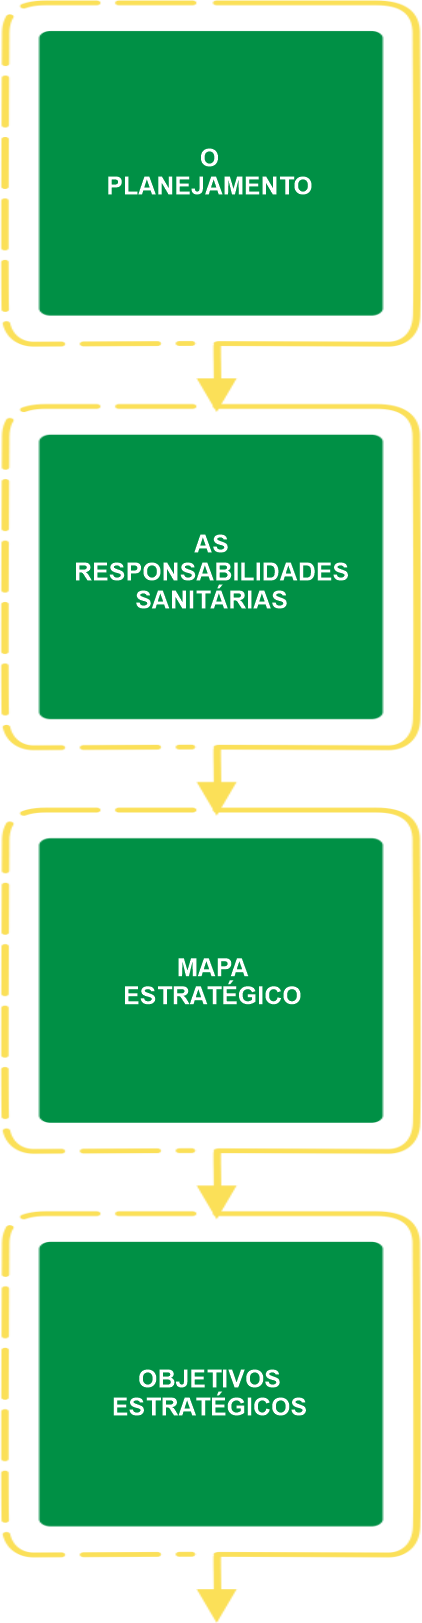 O
PLANEJAMENTO
AS
RESPONSABILIDADES
SANITÁRIAS
MAPA
ESTRATÉGICO
OBJETIVOS
ESTRATÉGICOS